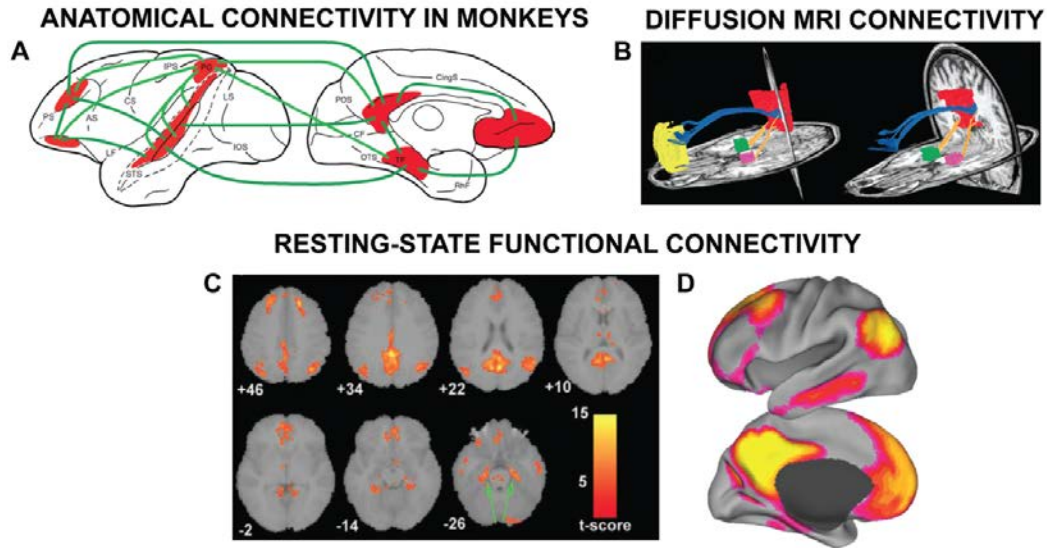 ANATOMICAL CONNECTIVITY IN MONKEYS
DIFFUSION MRI CONNECTIVITY
A
B
IPS
PG
CingS
PS
CS
LS
POS
AS
CF
LF
IOS
OTS
TF
STS
RhF
RESTING-STATE FUNCTIONAL CONNECTIVITY
C
D
+46
+34
+22
+10
15
5
t-score
-2
-14
-26